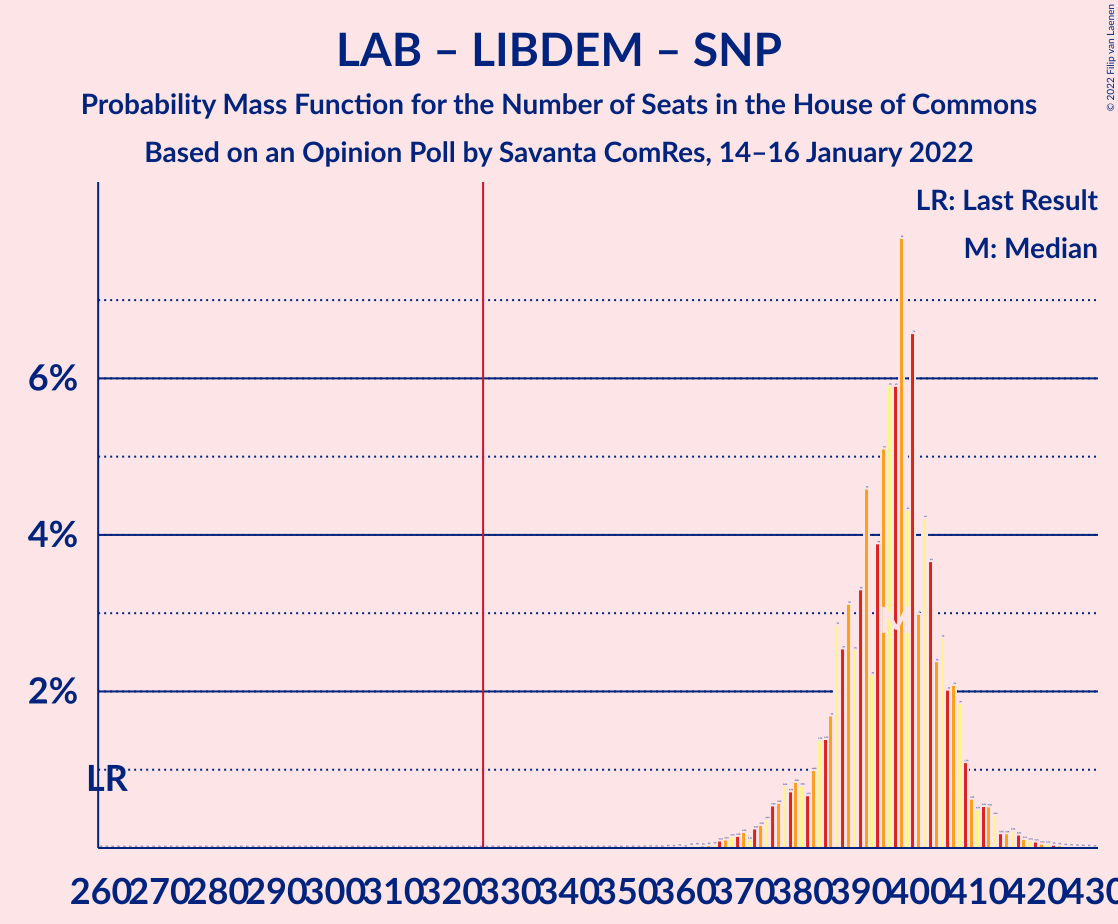 LAB – LIBDEM – SNP
Probability Mass Function for the Number of Seats in the House of Commons
Based on an Opinion Poll by Savanta ComRes, 14–16 January 2022
© 2022 Filip van Laenen
LR: Last Result
M: Median
6%
4%
2%
M
LR
260 270 280 290 300 310 320 330 340 350 360 370 380 390 400 410 420 430